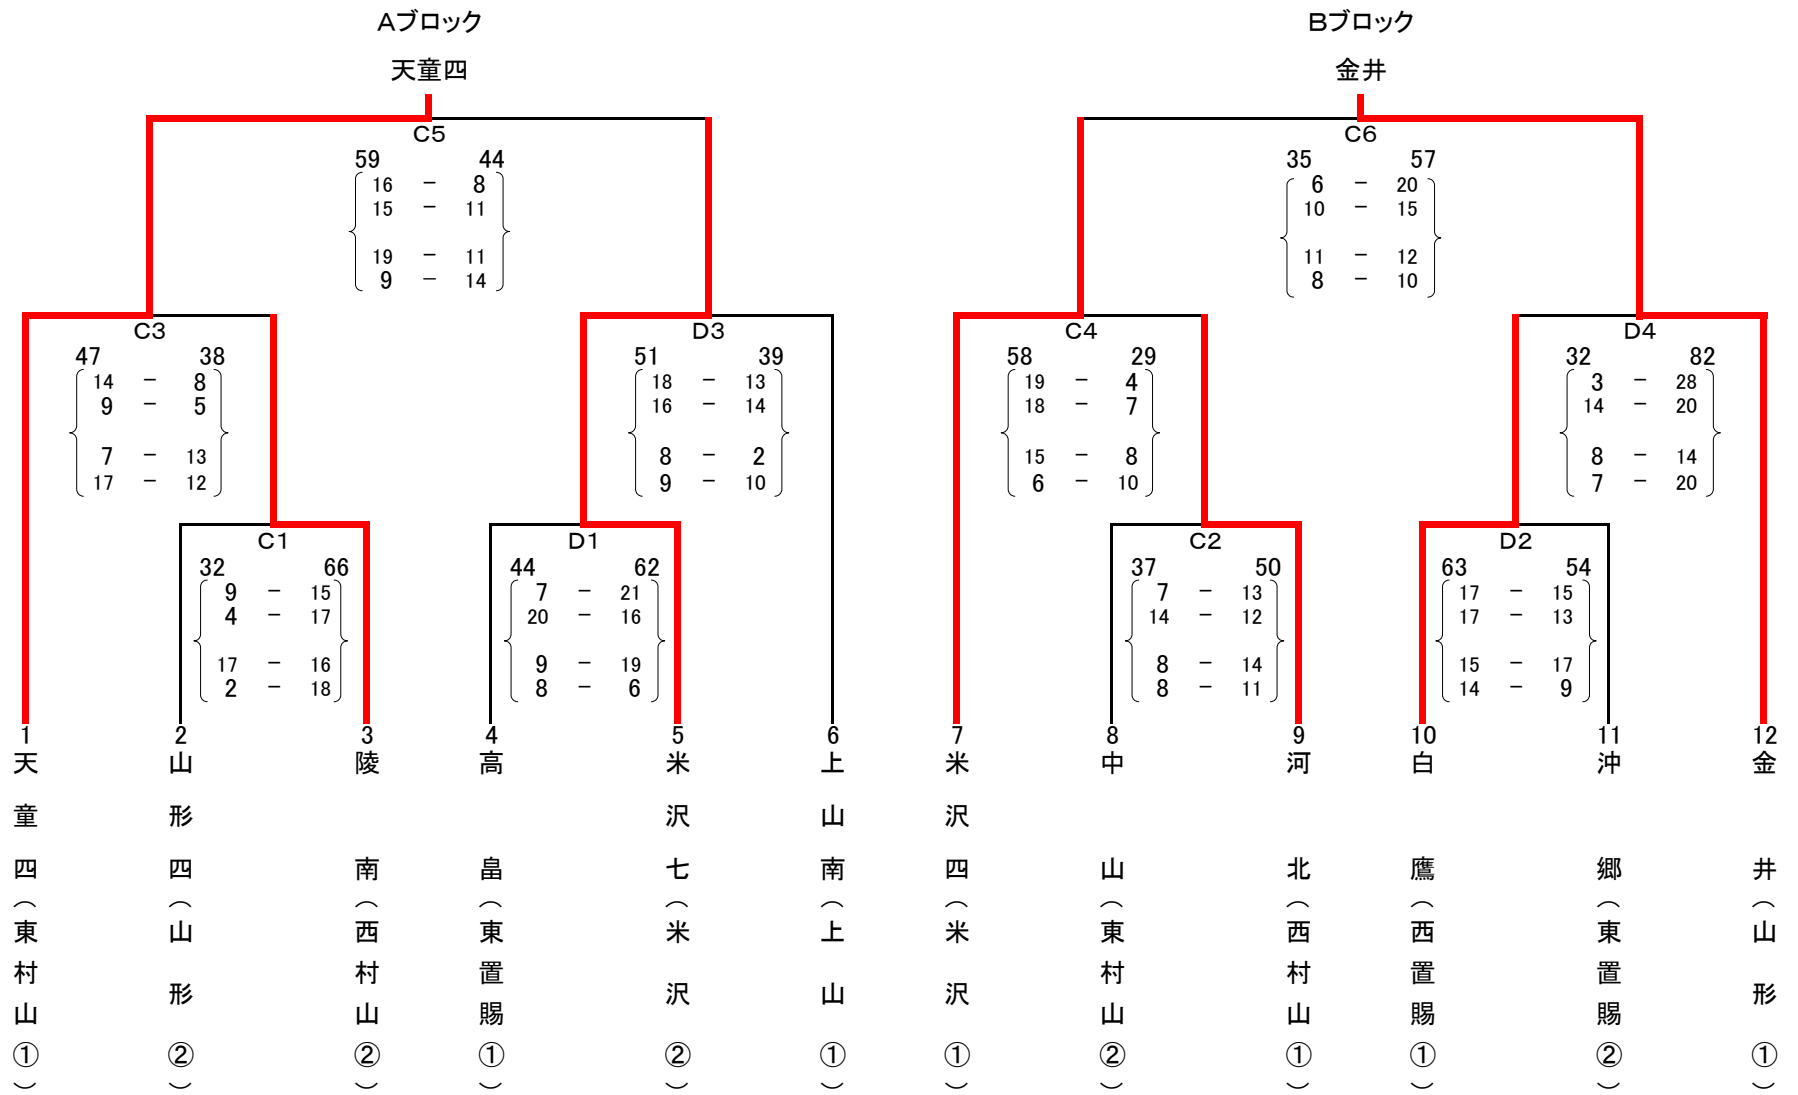 Aブロック
天童四
C5
59 44
16 － 8
15 － 11
19 － 11
9 － 14
C3
47 38
14 － 8
9 － 5
7 － 13
17 － 12
D3
51 39
18 － 13
16 － 14
8 － 2
9 － 10
C1
32 66
9 － 15
4 － 17
17 － 16
2 － 18
D1
44 62
7 － 21
20 － 16
9 － 19
8 － 6
Bブロック
金井
C6
35 57
6 － 20
10 － 15
11 － 12
8 － 10
C4
58 29
19 － 4
18 － 7
15 － 8
6 － 10
D4
32 82
3 － 28
14 － 20
8 － 14
7 － 20
C2
37 50
7 － 13
14 － 12
8 － 14
8 － 11
D2
63 54
17 － 15
17 － 13
15 － 17
14 － 9
1
天童四（東村山①）
2
山形四（山形②）
3
陵南（西村山②）
4
高畠（東置賜①）
5
米沢七（米沢②）
6
上山南（上山①）
7
米沢四（米沢①）
8
中山（東村山②）
9
河北（西村山①）
10
白鷹（西置賜①）
11
沖郷（東置賜②）
12
金井（山形①）